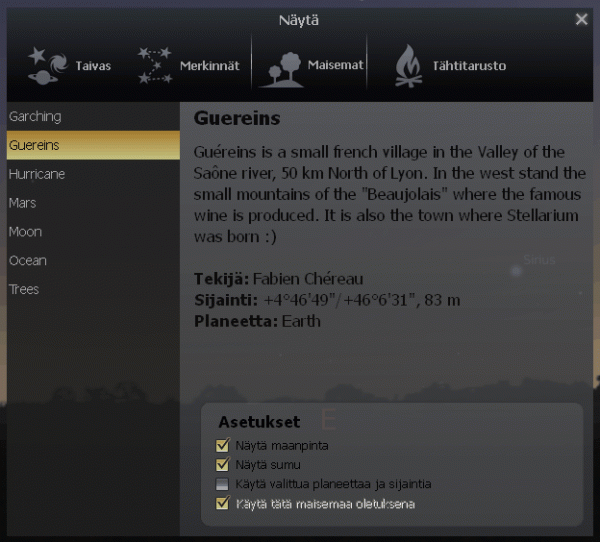 Näytä
Taivas
Merkinnät
Maisemat
Tähtitarusto
Garching
Guereins
Hurricane
Mars
Moon
Ocean
Trees
Guereins
Guéreins is a small french village in the Valley of the
Saône river, 50 km North of Lyon. In the west stand the
small mountains of the "Beaujolais" where the famous
wine is produced. It is also the town where Stellarium
was born :)
Sirius
Tekijä: Fabien Chéreau
Sijainti: +4°46'49"/+46°6'31", 83 m
Planeetta: Earth
E
Asetukset
Näytä maanpinta
Näytä sumu
Käytä valittua planeettaa ja sijaintia
Käytä tätä maisemaa oletuksena